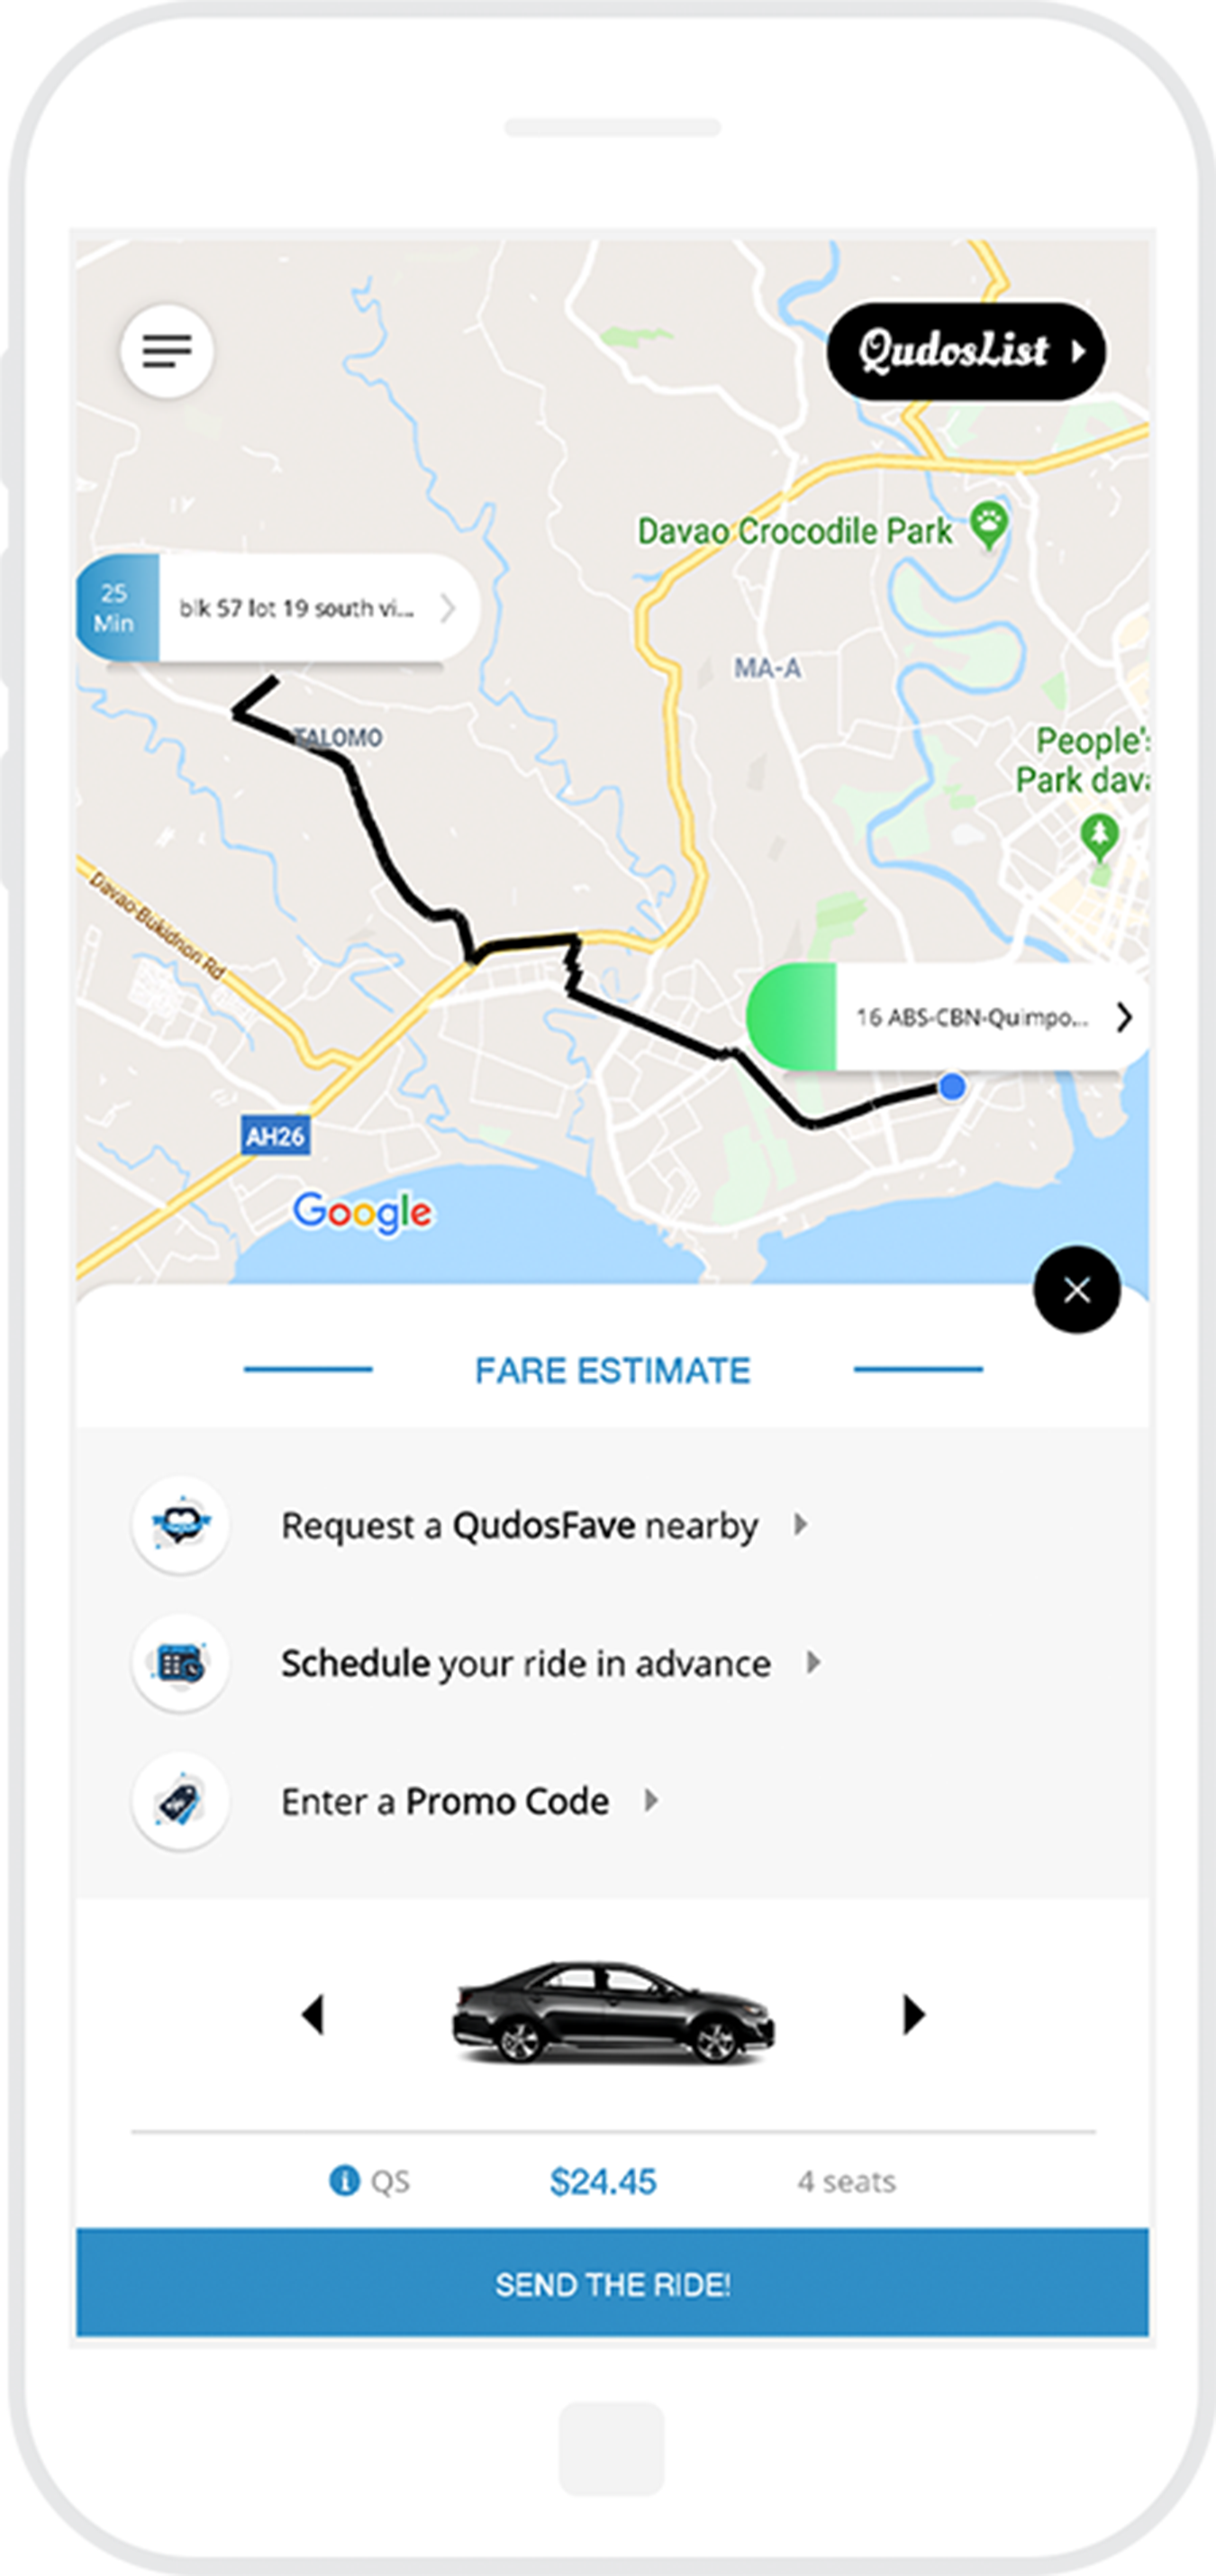 QudosList
Davao Crocodile Park
25
Min
blk 57 lot 19 south vi...
MA-A
TALOMO
People's
Park dava
Davao-Bukidnon Rd
16 ABS-CBN-Quimpo...
AH26
Google
FARE ESTIMATE
Request a QudosFave nearby
Schedule your ride in advance
Enter a Promo Code
QS $24.45 4 seats
SEND THE RIDE!